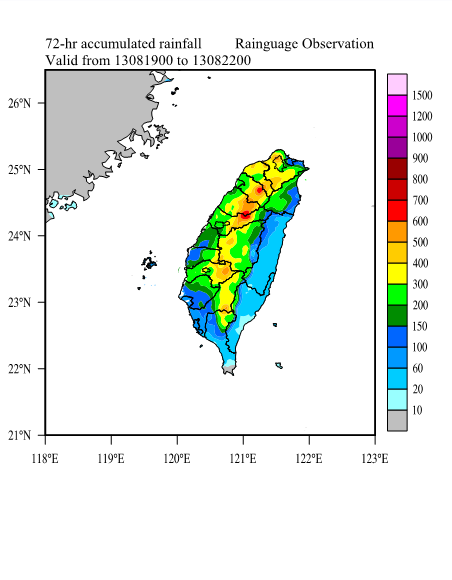 72-hr accumulated rainfall Rainguage Observation
Valid from 13081900 to 13082200
26°N
25°N
24°N
23°N
22°N
21°N
118°E 119°E 120°E 121°E 122°E 123°E
1500
1200
1000
900
800
700
600
500
400
300
200
150
100
60
20
10